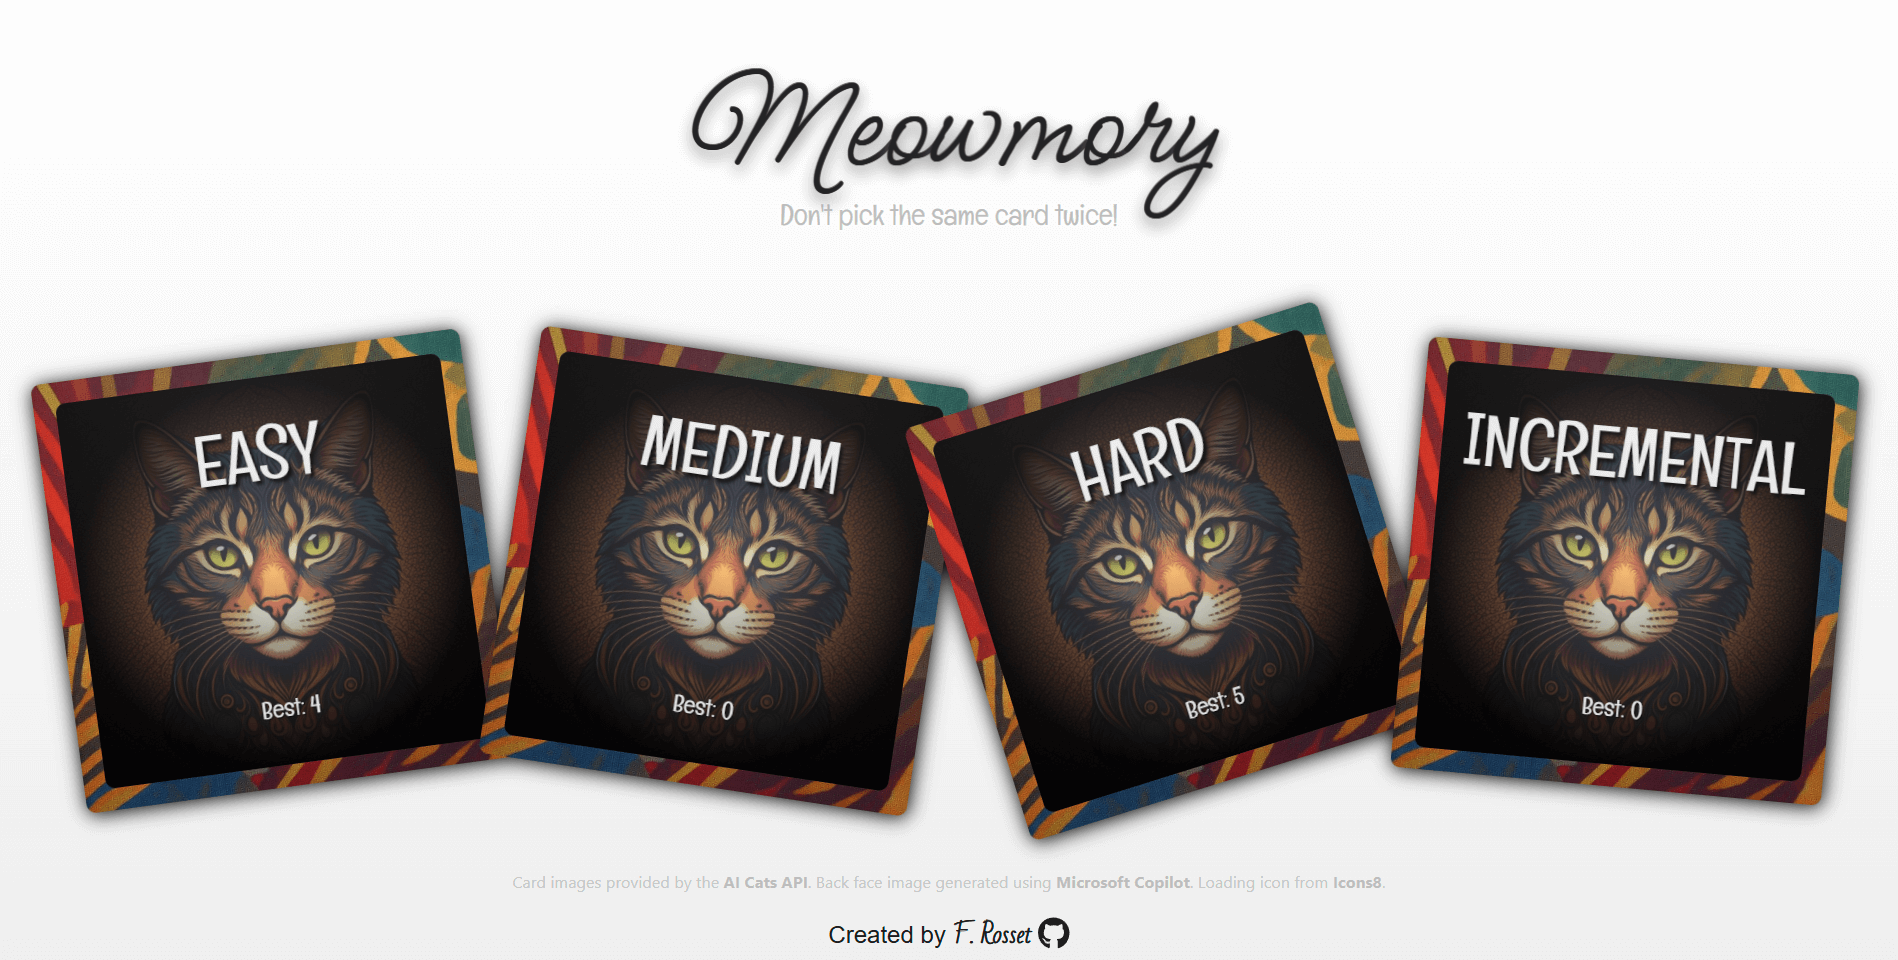 Meowmory
Don't pick the same card twice!
EASY
Best: 4
MEDIUM
Best: 0
HARD
Best: 5
INCREMENTAL
Best: 0
Card images provided by the AI Cats API. Back face image generated using Microsoft Copilot. Loading icon from Icons8.
Created by F. Rosset